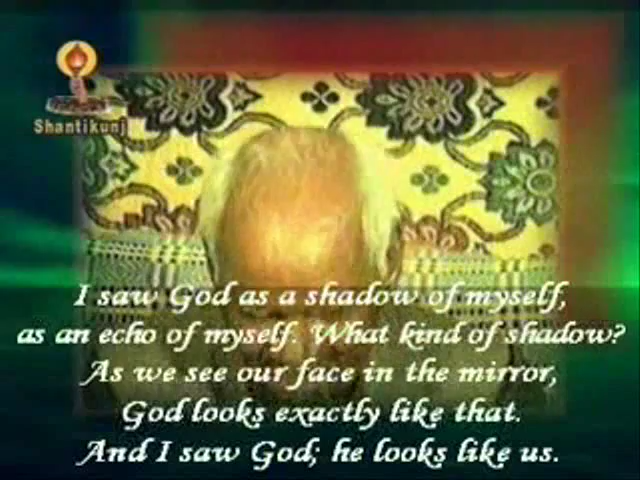 Shantikunj
I saw God as a shadow of myself,
as an echo of myself. What kind of shadow?
As we see our face in the mirror,
God looks exactly like that.
And I saw God; he looks like us.